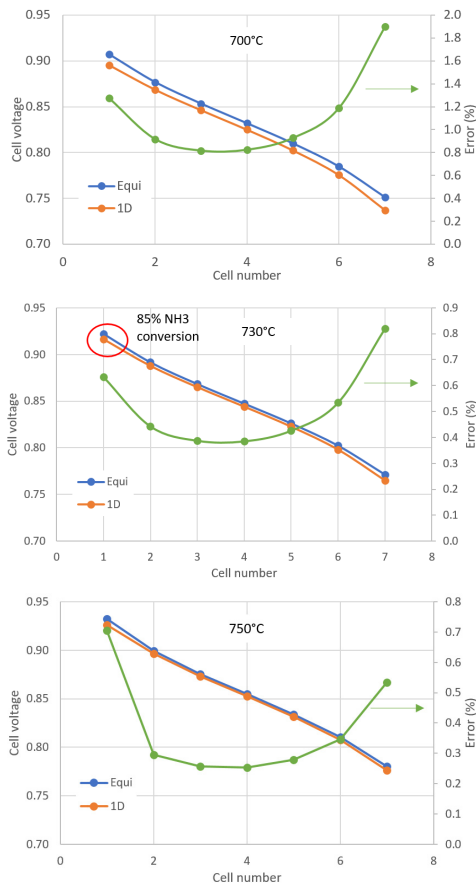 700°C
0.95
0.90
0.85
0.80
0.75
0.70
Cell voltage
2.0
1.8
1.6
1.4
1.2
1.0
0.8
0.6
0.4
0.2
0.0
Error (%)
Equi
1D
0 2 4 6 8
Cell number
85% NH3
conversion
730°C
0.95
0.90
0.85
0.80
0.75
0.70
Cell voltage
0.9
0.8
0.7
0.6
0.5
0.4
0.3
0.2
0.1
0.0
Error (%)
Equi
1D
0 1 2 3 4 5 6 7 8
Cell number
750°C
0.95
0.90
0.85
0.80
0.75
0.70
Cell voltage
0.8
0.7
0.6
0.5
0.4
0.3
0.2
0.1
0.0
Error (%)
Equi
1D
0 1 2 3 4 5 6 7 8
Cell number